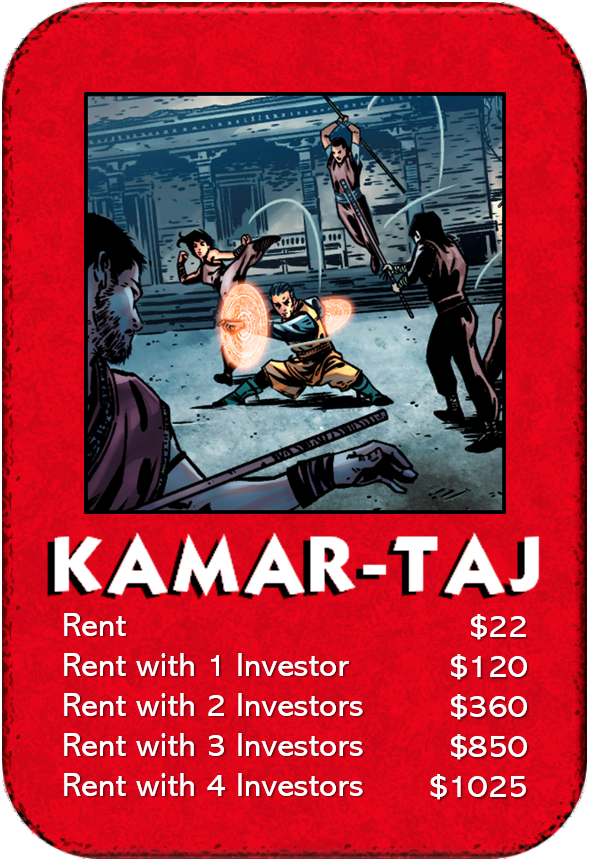 KAMAR-TAJ
Rent $22
Rent with 1 Investor $120
Rent with 2 Investors $360
Rent with 3 Investors $850
Rent with 4 Investors $1025